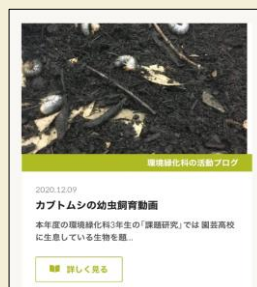 環境緑化科の活動ブログ
2020.12.09
カブトムシの幼虫飼育動画
本年度の環境緑化科3年生の「課題研究」では 園芸高校
に生息している生物を題...
詳しく見る